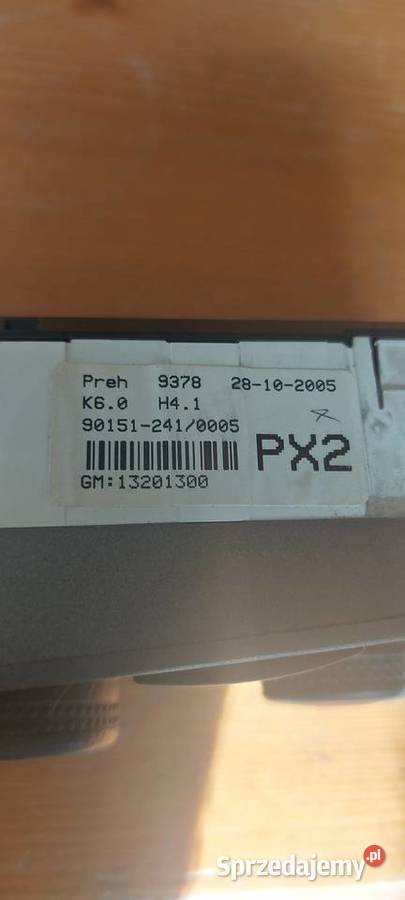 Preh 9378 28-10-2005
K6.0 H4.1
90151-241/0005
PX2
GM:13201300
Sprzedajemy.pl